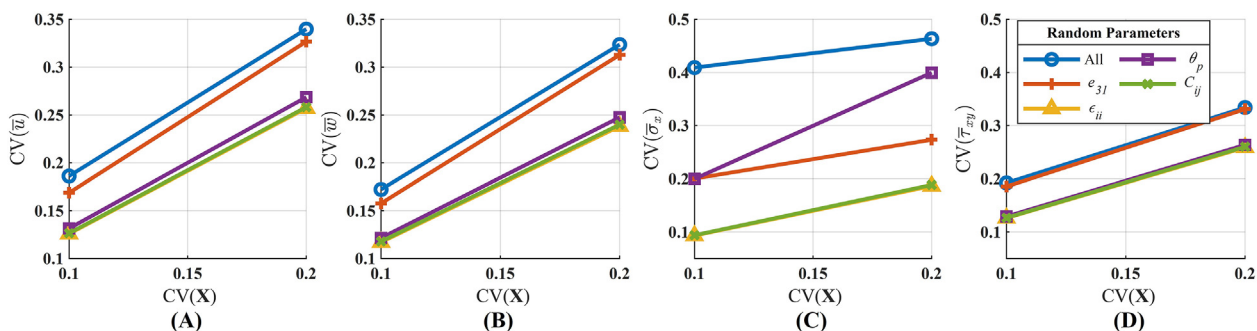 CV(u̅)
0.35
0.3
0.25
0.2
0.15
0.1
0.1 0.15 0.2
CV(X)
(A)
CV(w̅)
0.35
0.3
0.25
0.2
0.15
0.1
0.1 0.15 0.2
CV(X)
(B)
CV(σ̅x)
0.5
0.4
0.3
0.2
0.1
0.1 0.15 0.2
CV(X)
(C)
CV(τ̅xy)
0.5
0.4
0.3
0.2
0.1
0.1 0.15 0.2
CV(X)
(D)
Random Parameters
All θp
e31 Cij
ϵii